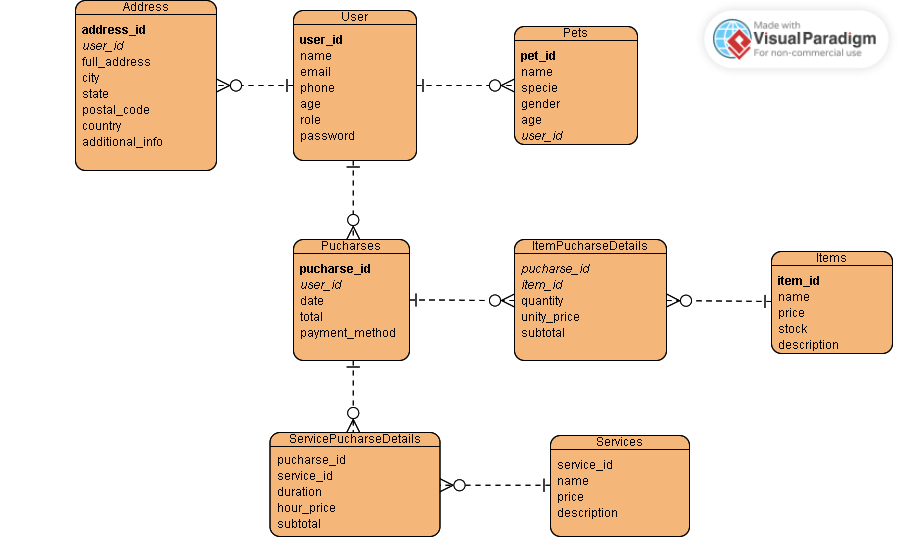 Address
address_id
user_id
full_address
city
state
postal_code
country
additional_info
User
user_id
name
email
phone
age
role
password
Pets
pet_id
name
specie
gender
age
user_id
Made with
Visual Paradigm
For non-commercial use
Pucharses
pucharse_id
user_id
date
total
payment_method
ItemPucharseDetails
pucharse_id
item_id
quantity
unity_price
subtotal
Items
item_id
name
price
stock
description
ServicePucharseDetails
pucharse_id
service_id
duration
hour_price
subtotal
Services
service_id
name
price
description